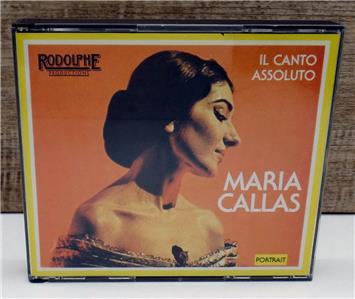 RODOLPHE
PRODUCTIONS
IL CANTO
ASSOLUTO
MARIA
CALLAS
PORTRAIT